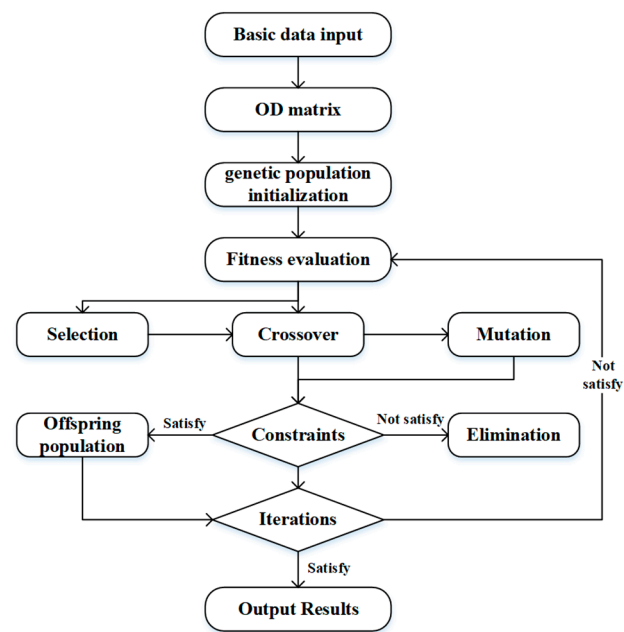 Basic data input
OD matrix
genetic population
initialization
Fitness evaluation
Selection
Crossover
Mutation
Not
satisfy
Offspring
population
Satisfy
Constraints
Not satisfy
Elimination
Iterations
Satisfy
Output Results